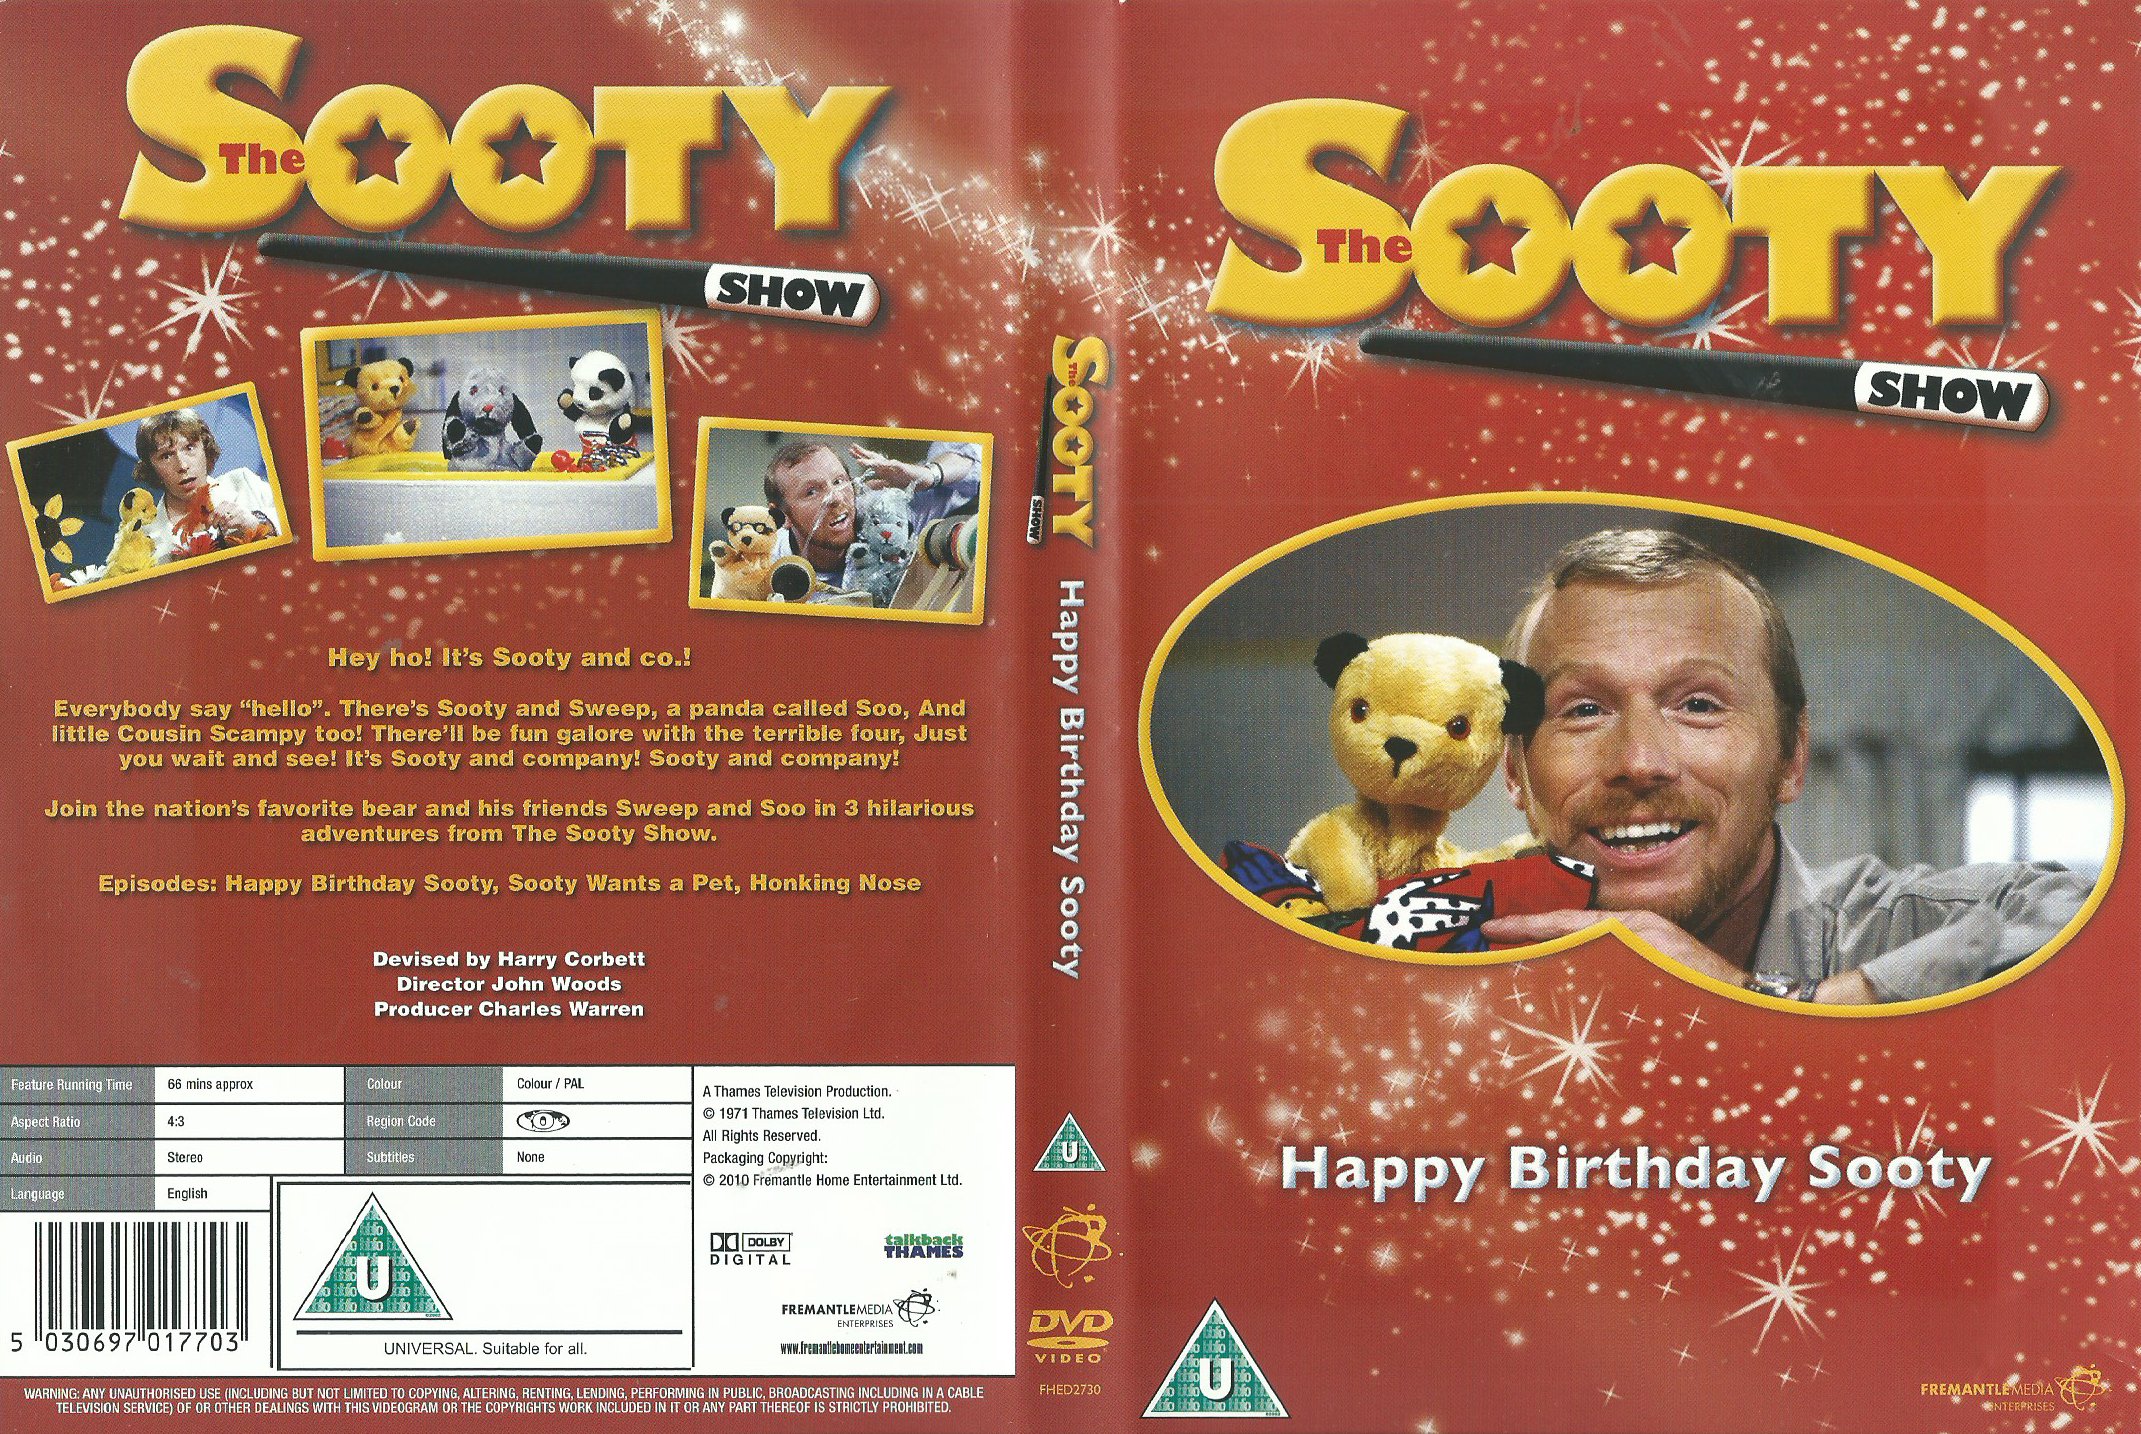 The SOOTY
SHOW
Hey ho! It's Sooty and co.!
Everybody say "hello". There's Sooty and Sweep, a panda called Soo, And
little Cousin Scampy too! There'll be fun galore with the terrible four, Just
you wait and see! It's Sooty and company! Sooty and company!
Join the nation's favorite bear and his friends Sweep and Soo in 3 hilarious
adventures from The Sooty Show.
Episodes: Happy Birthday Sooty, Sooty Wants a Pet, Honking Nose
Devised by Harry Corbett
Director John Woods
Producer Charles Warren
Feature Running Time 66 mins approx Colour Colour / PAL
Aspect Ratio 4:3 Region Code 0
Audio Stereo Subtitles None
Language English
A Thames Television Production.
© 1971 Thames Television Ltd.
All Rights Reserved.
Packaging Copyright:
© 2010 Fremantle Home Entertainment Ltd.
DOLBY
DIGITAL
talkback
THAMES
FREMANTLEMEDIA
ENTERPRISES
www.fremantlehomeentertainment.com
5 030697 017703
U
UNIVERSAL. Suitable for all.
WARNING: ANY UNAUTHORISED USE (INCLUDING BUT NOT LIMITED TO COPYING, ALTERING, RENTING, LENDING, PERFORMING IN PUBLIC, BROADCASTING INCLUDING IN A CABLE
TELEVISION SERVICE) OF OR OTHER DEALINGS WITH THIS VIDEOGRAM OR THE COPYRIGHTS WORK INCLUDED IN IT OR ANY PART THEREOF IS STRICTLY PROHIBITED.
The SOOTY
SHOW
Happy Birthday Sooty
U
DVD
VIDEO
FHED2730
The SOOTY
SHOW
Happy Birthday Sooty
U
FREMANTLEMEDIA
ENTERPRISES